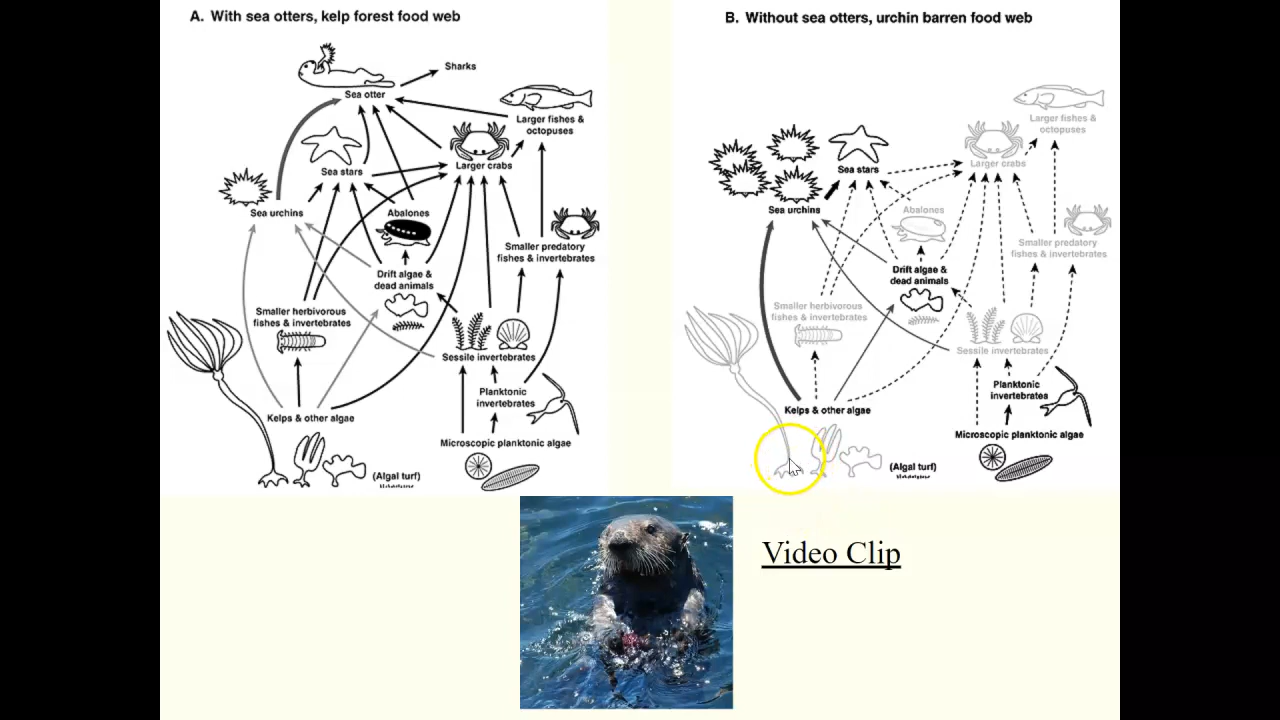 A. With sea otters, kelp forest food web
Sharks
Sea otter
Larger fishes &
octopuses
Larger crabs
Sea stars
Sea urchins
Abalones
Smaller predatory
fishes & invertebrates
Drift algae &
dead animals
Smaller herbivorous
fishes & invertebrates
Sessile invertebrates
Planktonic
invertebrates
Kelps & other algae
Microscopic planktonic algae
(Algal turf)
B. Without sea otters, urchin barren food web
Larger fishes &
octopuses
Larger crabs
Sea stars
Sea urchins
Abalones
Smaller predatory
fishes & invertebrates
Drift algae &
dead animals
Smaller herbivorous
fishes & invertebrates
Sessile invertebrates
Planktonic
invertebrates
Kelps & other algae
Microscopic planktonic algae
(Algal turf)
Video Clip